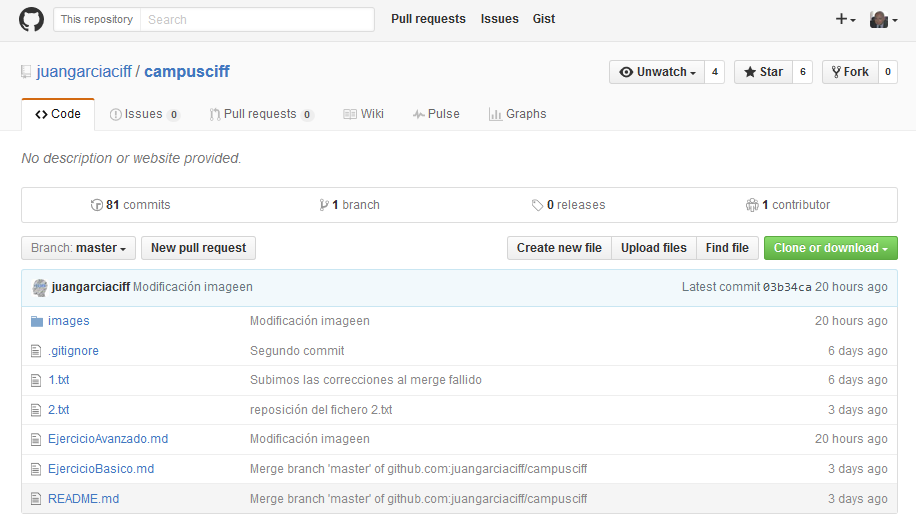 This repository Search Pull requests Issues Gist
juangarciaciff / campusciff Unwatch 4 Star 6 Fork 0
Code Issues 0 Pull requests 0 Wiki Pulse Graphs
No description or website provided.
81 commits 1 branch 0 releases 1 contributor
Branch: master New pull request Create new file Upload files Find file Clone or download
juangarciaciff Modificación imageen Latest commit 03b34ca 20 hours ago
images Modificación imageen 20 hours ago
.gitignore Segundo commit 6 days ago
1.txt Subimos las correcciones al merge fallido 6 days ago
2.txt reposición del fichero 2.txt 3 days ago
EjercicioAvanzado.md Modificación imageen 20 hours ago
EjercicioBasico.md Merge branch 'master' of github.com:juangarciaciff/campusciff 3 days ago
README.md Merge branch 'master' of github.com:juangarciaciff/campusciff 3 days ago